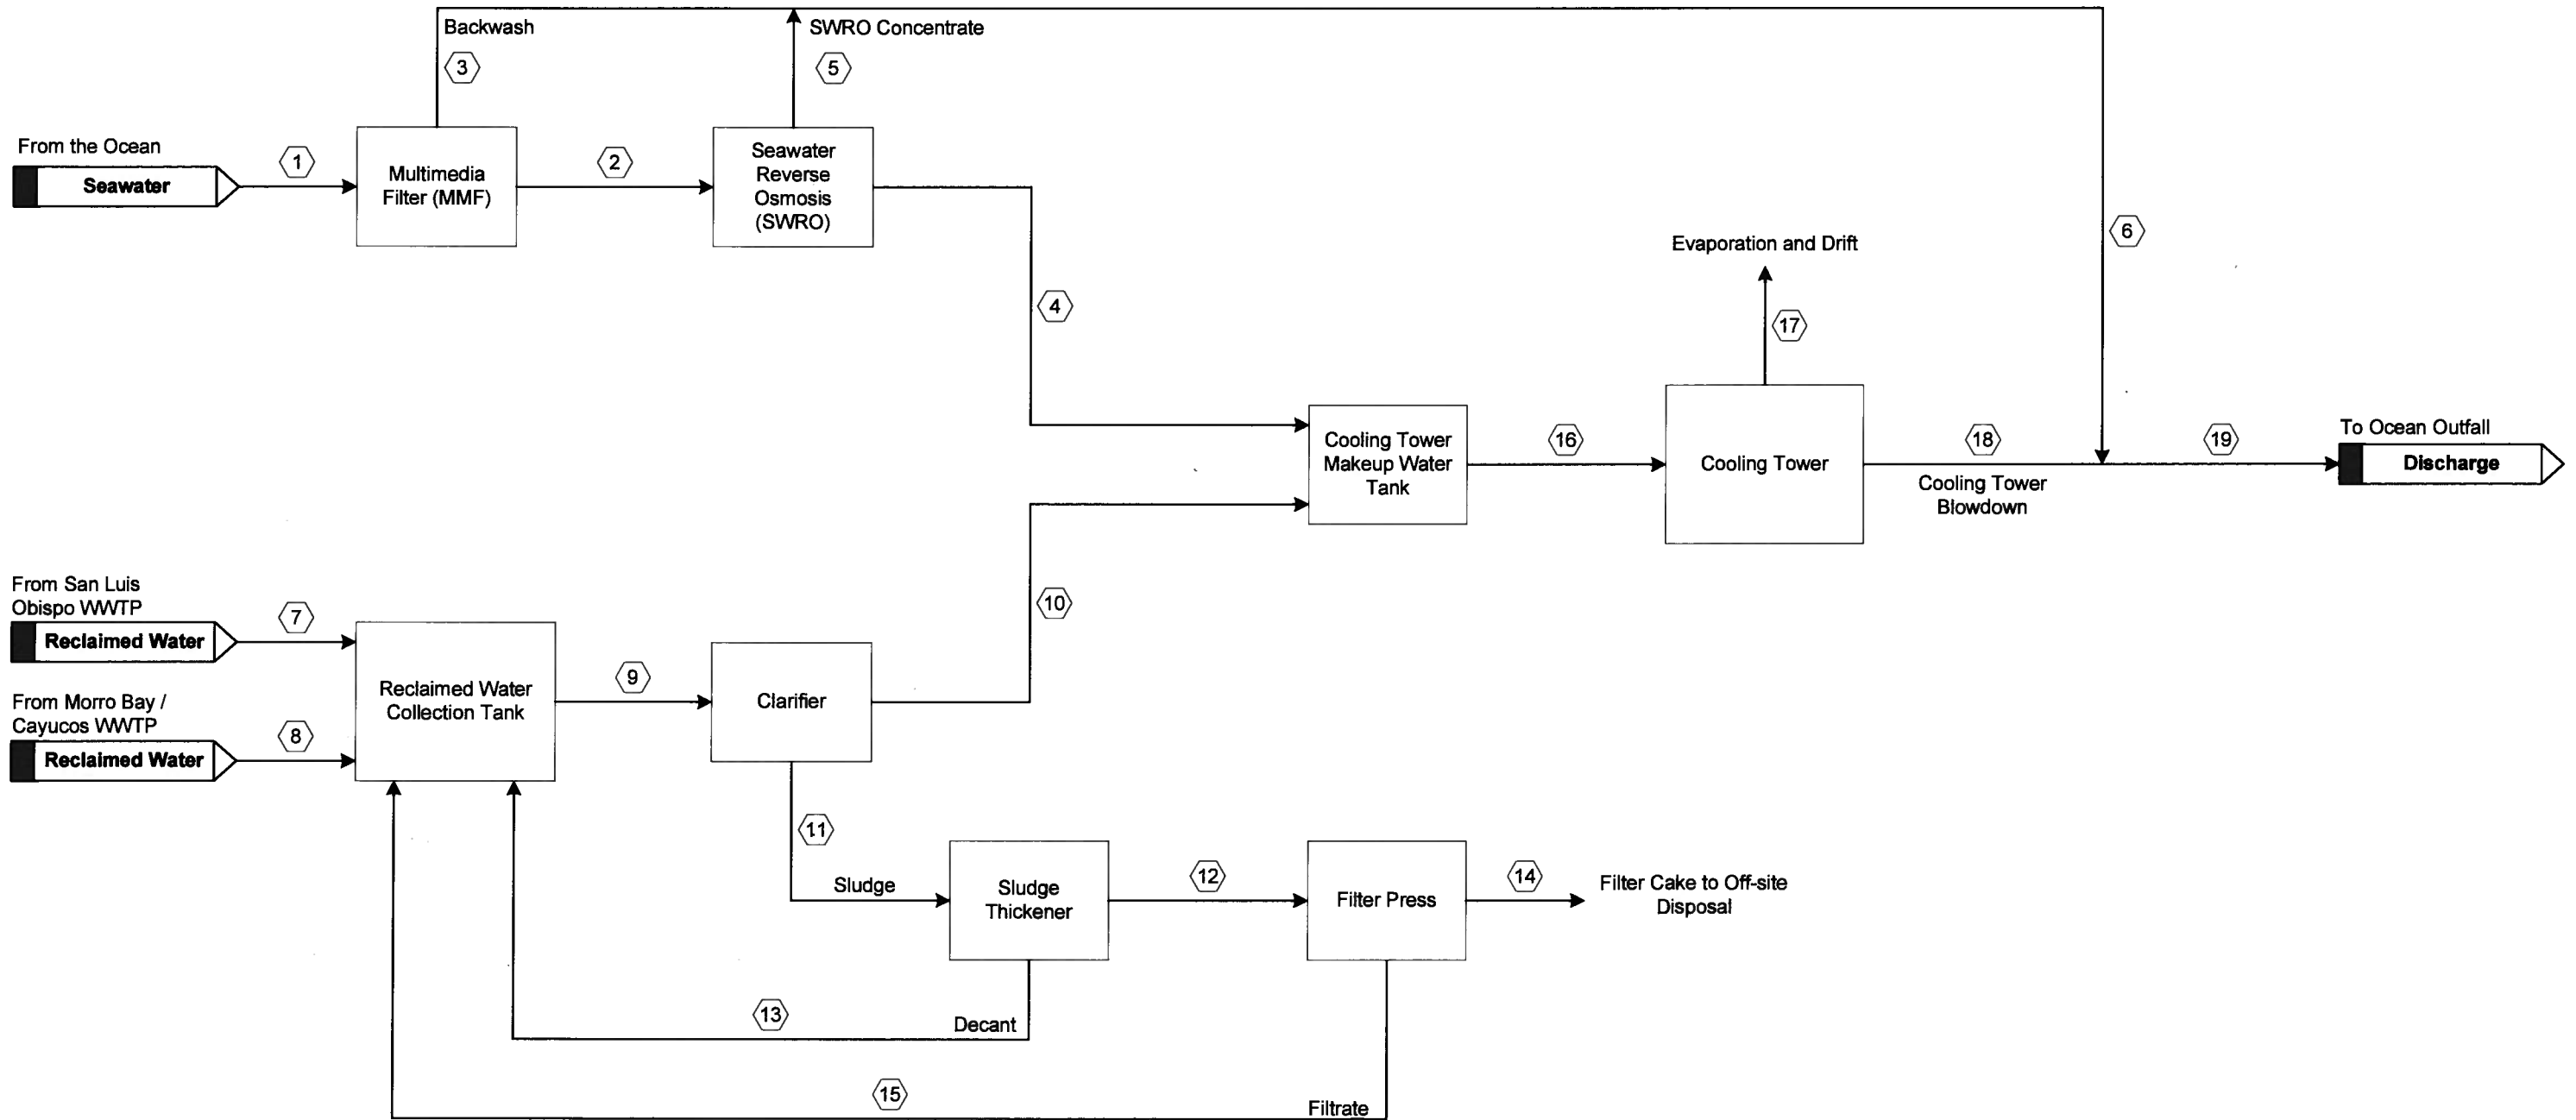 Backwash
3
SWRO Concentrate
5
From the Ocean
Seawater
1
Multimedia
Filter (MMF)
2
Seawater
Reverse
Osmosis
(SWRO)
4
6
Evaporation and Drift
17
Cooling Tower
Makeup Water
Tank
16
Cooling Tower
18
Cooling Tower
Blowdown
19
To Ocean Outfall
Discharge
From San Luis
Obispo WWTP
Reclaimed Water
7
From Morro Bay /
Cayucos WWTP
Reclaimed Water
8
Reclaimed Water
Collection Tank
9
Clarifier
10
11
Sludge
Sludge
Thickener
12
Filter Press
14
Filter Cake to Off-site
Disposal
13
Decant
15
Filtrate